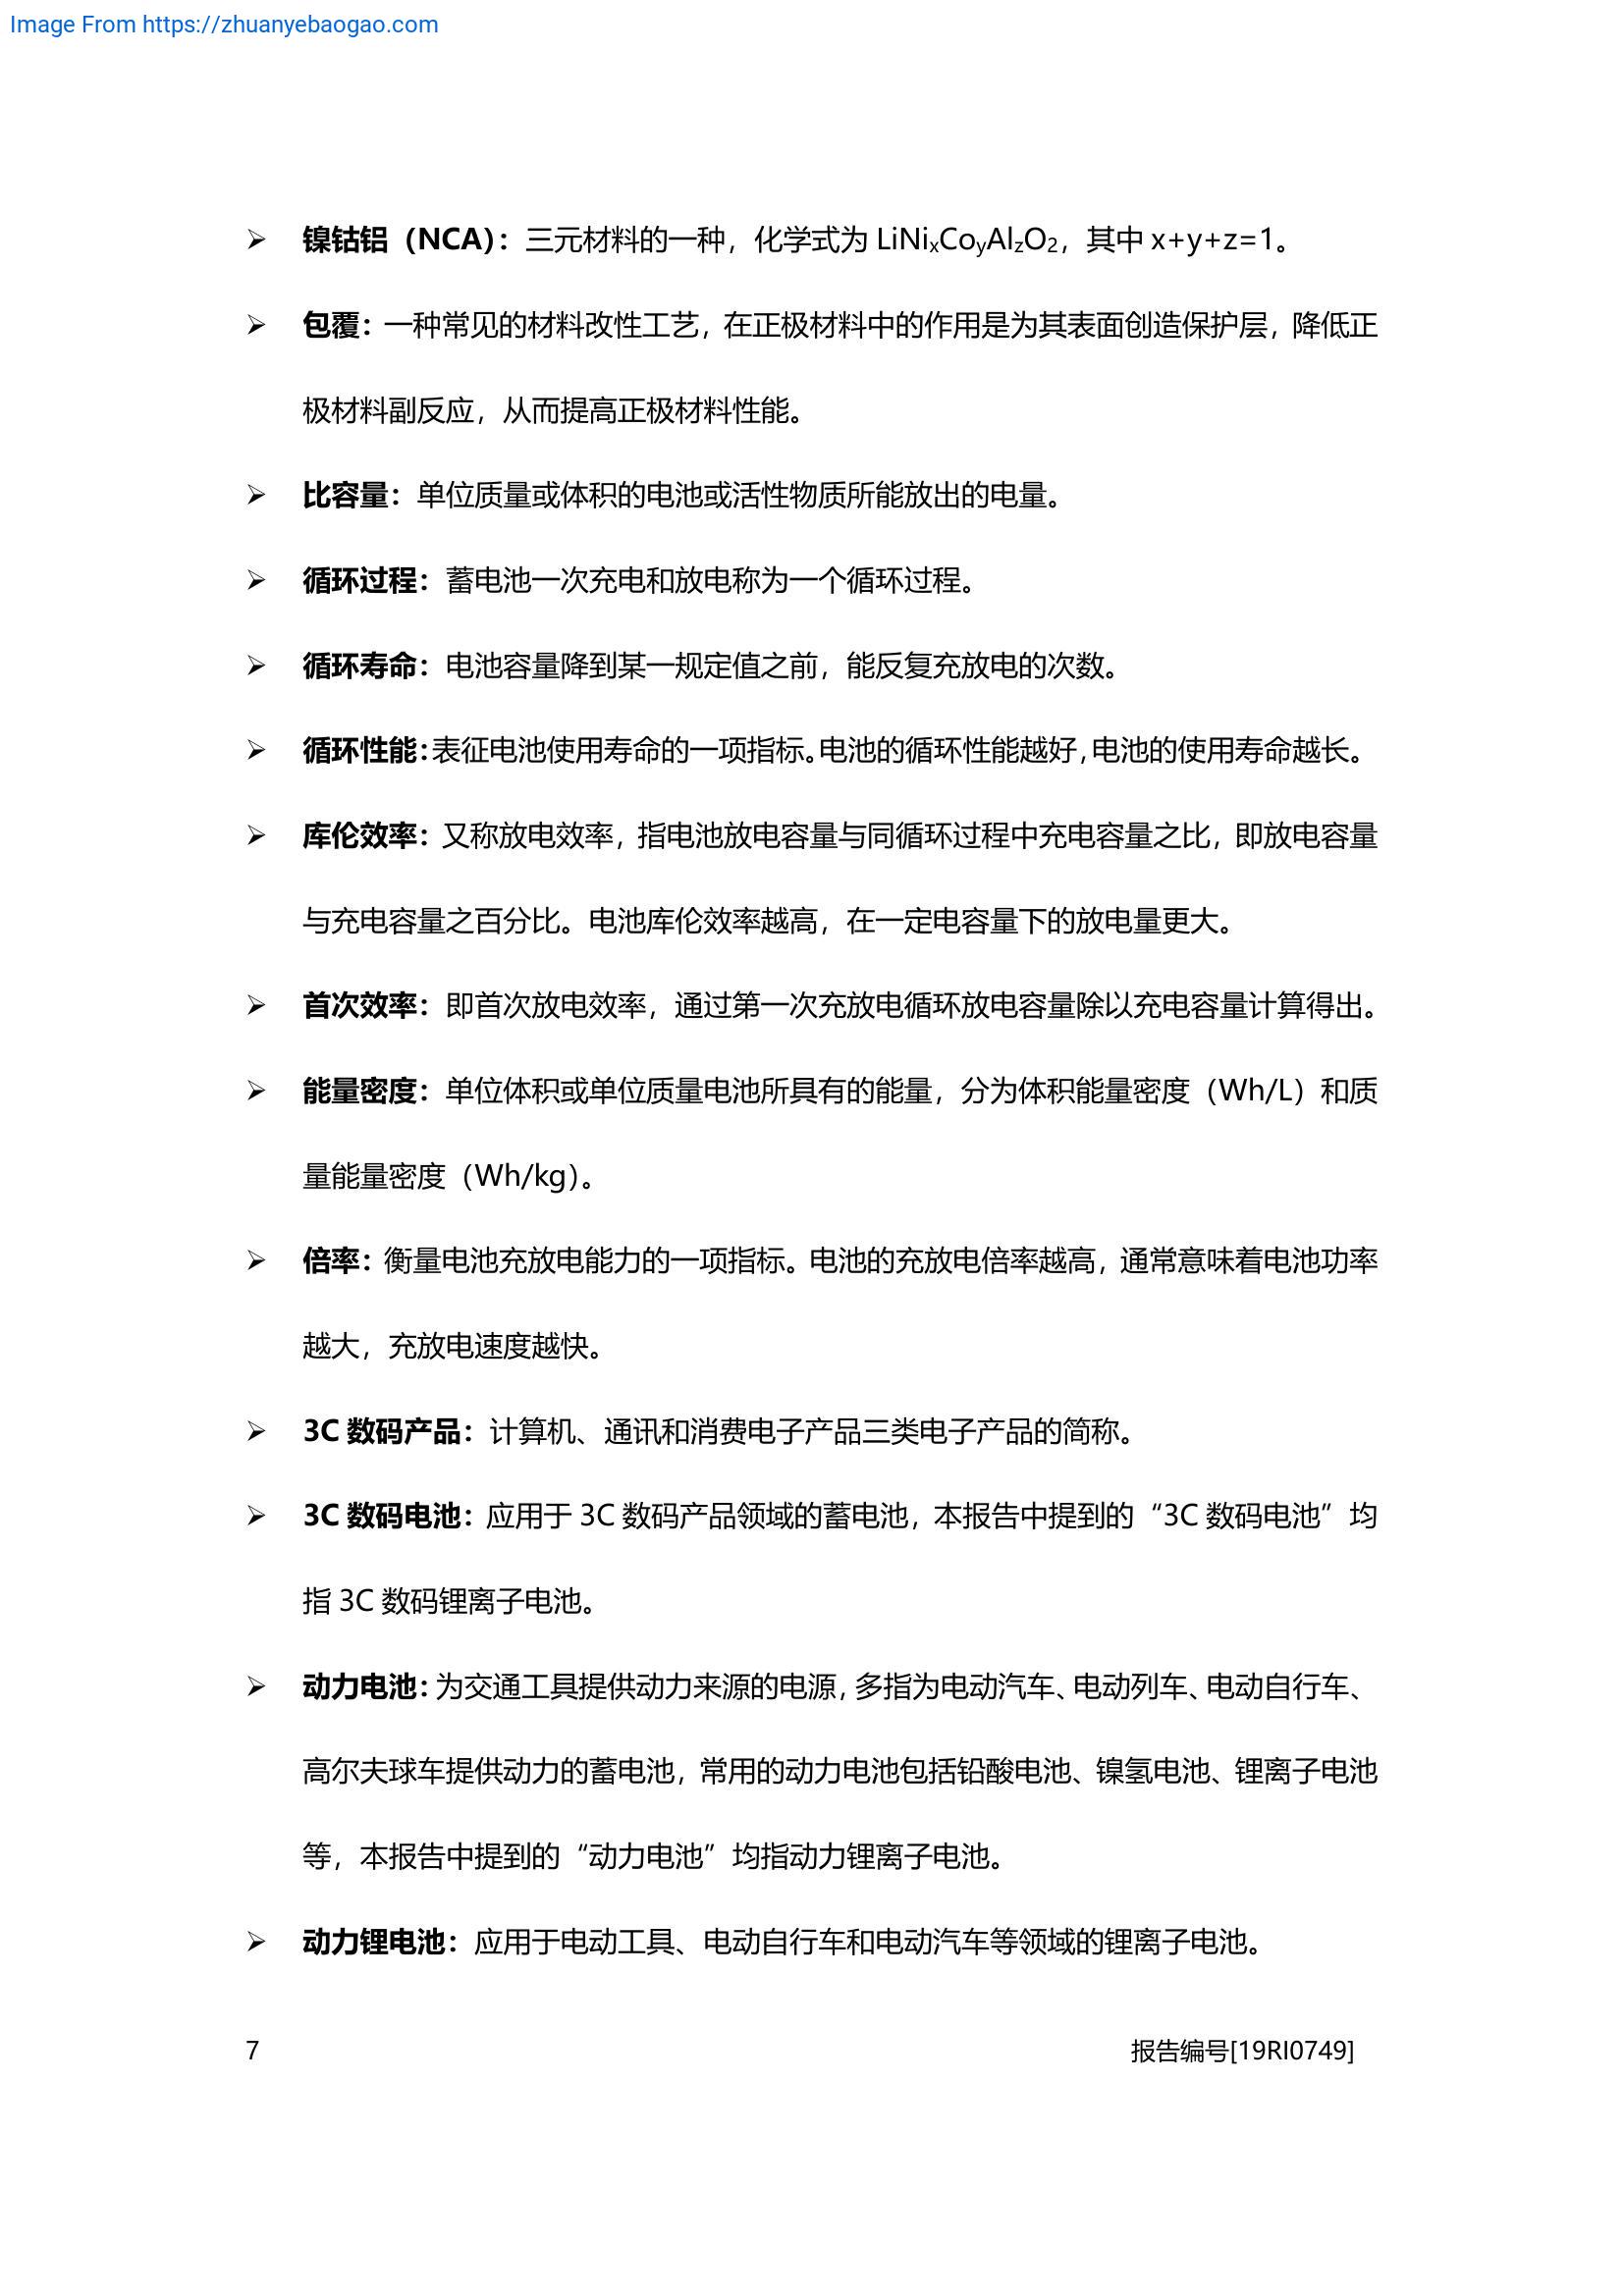 Image From https://zhuanyebaogao.com
➢ 镍钴铝（NCA）：三元材料的一种，化学式为 LiNixCoyAlzO2，其中 x+y+z=1。
➢ 包覆：一种常见的材料改性工艺，在正极材料中的作用是为其表面创造保护层，降低正
极材料副反应，从而提高正极材料性能。
➢ 比容量：单位质量或体积的电池或活性物质所能放出的电量。
➢ 循环过程：蓄电池一次充电和放电称为一个循环过程。
➢ 循环寿命：电池容量降到某一规定值之前，能反复充放电的次数。
➢ 循环性能：表征电池使用寿命的一项指标。电池的循环性能越好，电池的使用寿命越长。
➢ 库伦效率：又称放电效率，指电池放电容量与同循环过程中充电容量之比，即放电容量
与充电容量之百分比。电池库伦效率越高，在一定电容量下的放电量更大。
➢ 首次效率：即首次放电效率，通过第一次充放电循环放电容量除以充电容量计算得出。
➢ 能量密度：单位体积或单位质量电池所具有的能量，分为体积能量密度（Wh/L）和质
量能量密度（Wh/kg）。
➢ 倍率：衡量电池充放电能力的一项指标。电池的充放电倍率越高，通常意味着电池功率
越大，充放电速度越快。
➢ 3C 数码产品：计算机、通讯和消费电子产品三类电子产品的简称。
➢ 3C 数码电池：应用于 3C 数码产品领域的蓄电池，本报告中提到的“3C 数码电池”均
指 3C 数码锂离子电池。
➢ 动力电池：为交通工具提供动力来源的电源，多指为电动汽车、电动列车、电动自行车、
高尔夫球车提供动力的蓄电池，常用的动力电池包括铅酸电池、镍氢电池、锂离子电池
等，本报告中提到的“动力电池”均指动力锂离子电池。
➢ 动力锂电池：应用于电动工具、电动自行车和电动汽车等领域的锂离子电池。
7 报告编号[19RI0749]